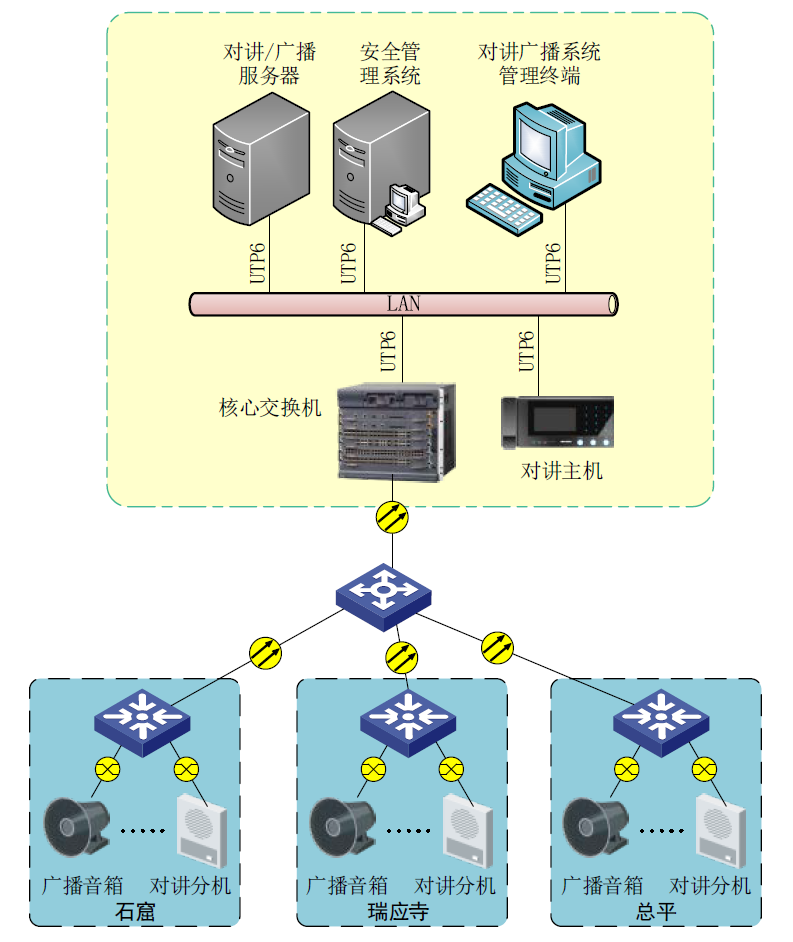 对讲/广播
服务器
安全管
理系统
对讲广播系统
管理终端
UTP6
UTP6
UTP6
LAN
UTP6
UTP6
核心交换机
对讲主机
广播音箱
对讲分机
石窟
广播音箱
对讲分机
瑞应寺
广播音箱
对讲分机
总平